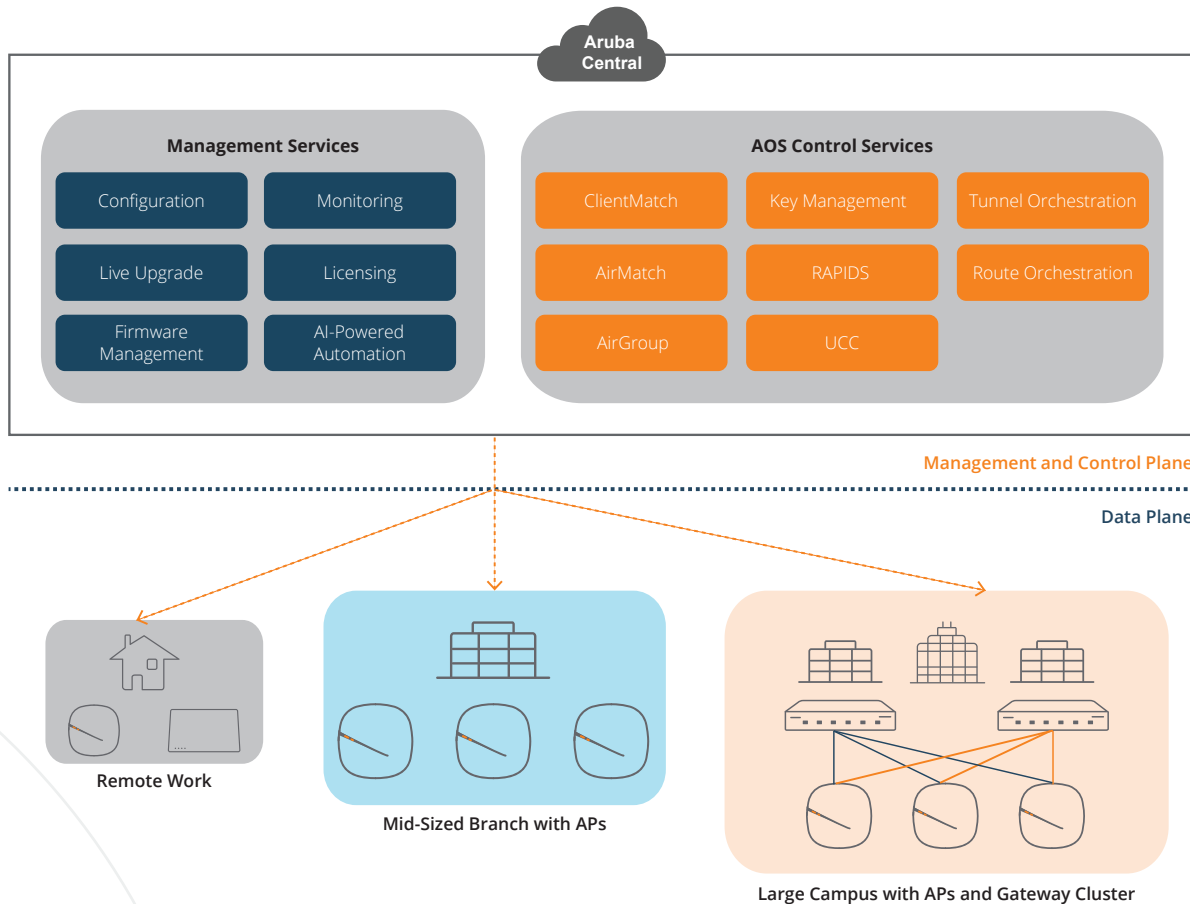 Aruba
Central
Management Services
Configuration
Monitoring
Live Upgrade
Licensing
Firmware
Management
AI-Powered
Automation
AOS Control Services
ClientMatch
Key Management
Tunnel Orchestration
AirMatch
RAPIDS
Route Orchestration
AirGroup
UCC
Management and Control Plane
Data Plane
Remote Work
Mid-Sized Branch with APs
Large Campus with APs and Gateway Cluster